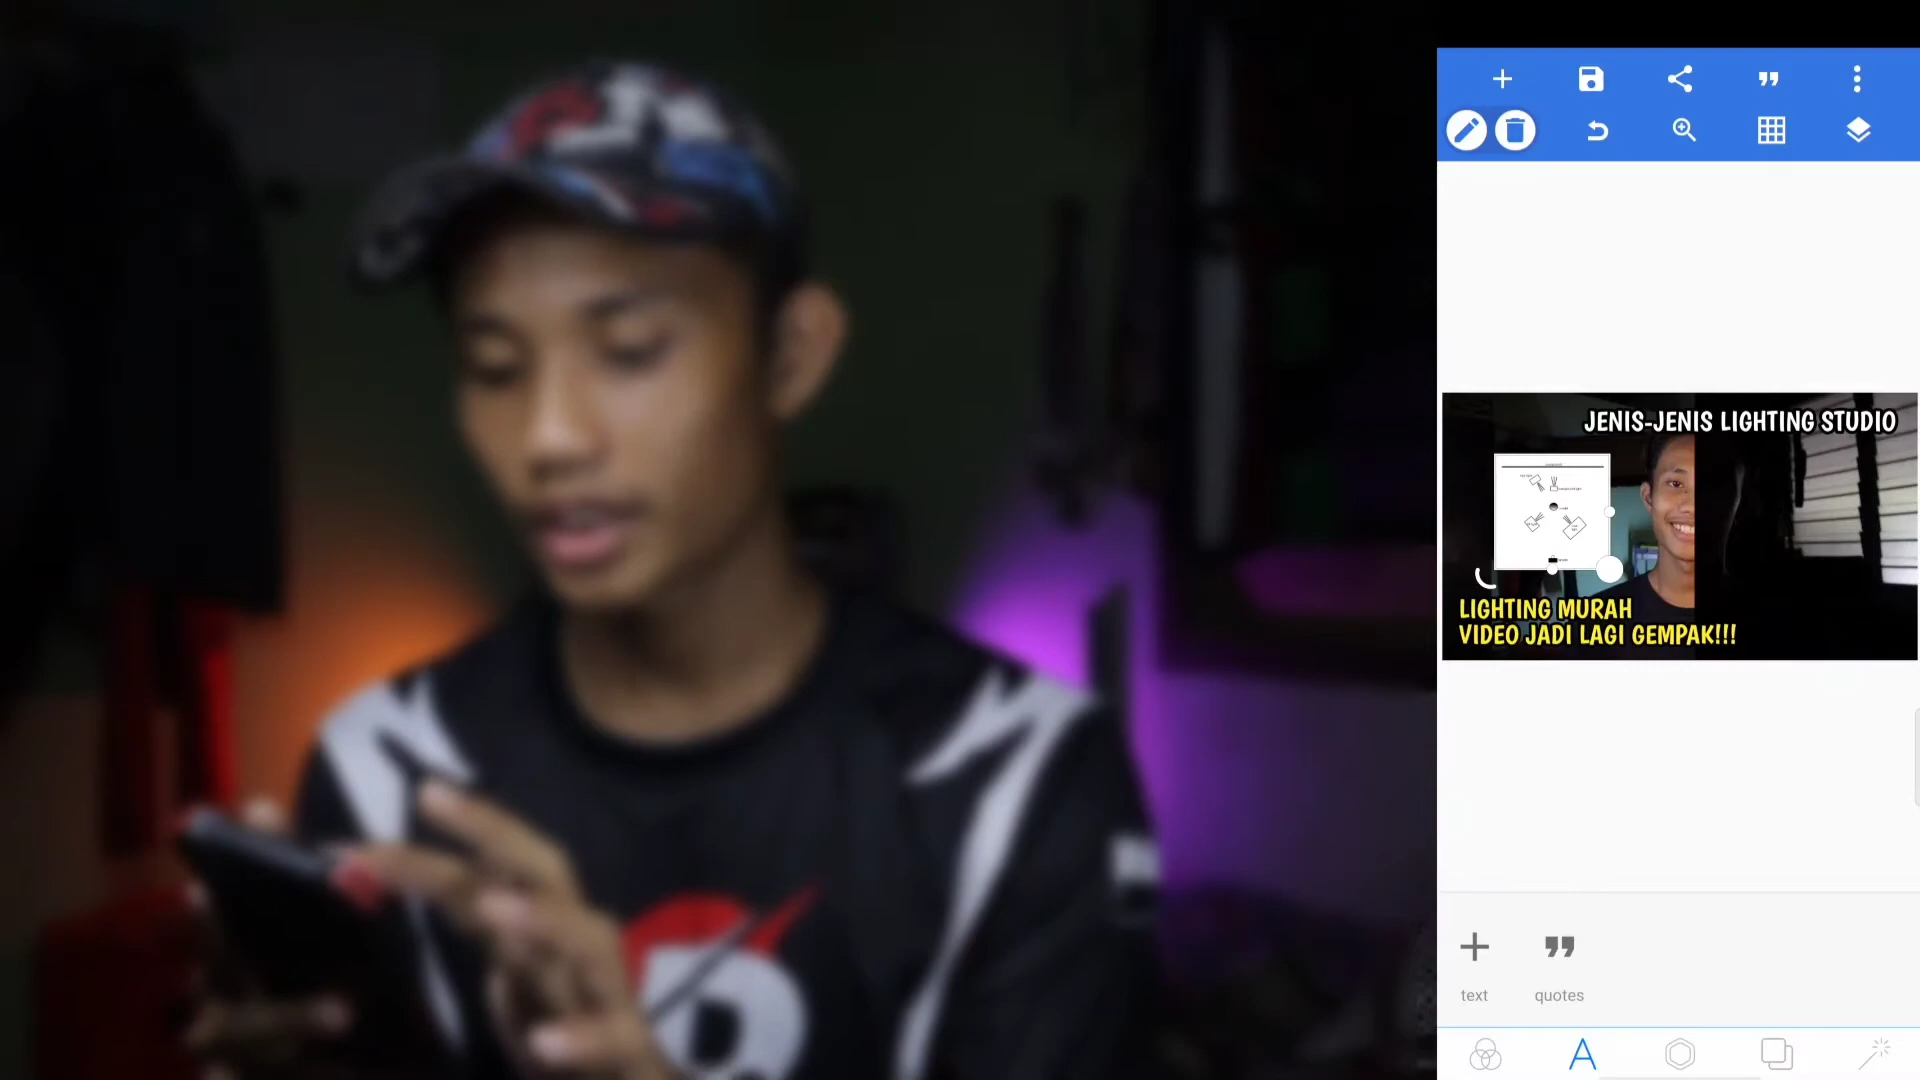 JENIS-JENIS LIGHTING STUDIO
LIGHTING MURAH
VIDEO JADI LAGI GEMPAK!!!
text
quotes